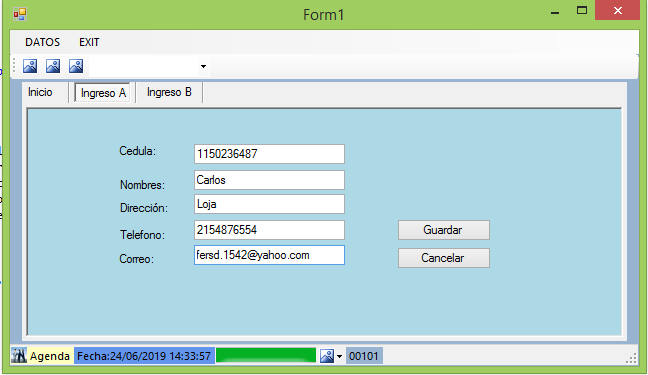 Form1
DATOS EXIT
Inicio Ingreso A Ingreso B
Cedula: 1150236487
Nombres: Carlos
Dirección: Loja
Telefono: 2154876554 Guardar
Correo: fersd.1542@yahoo.com Cancelar
Agenda Fecha:24/06/2019 14:33:57 00101